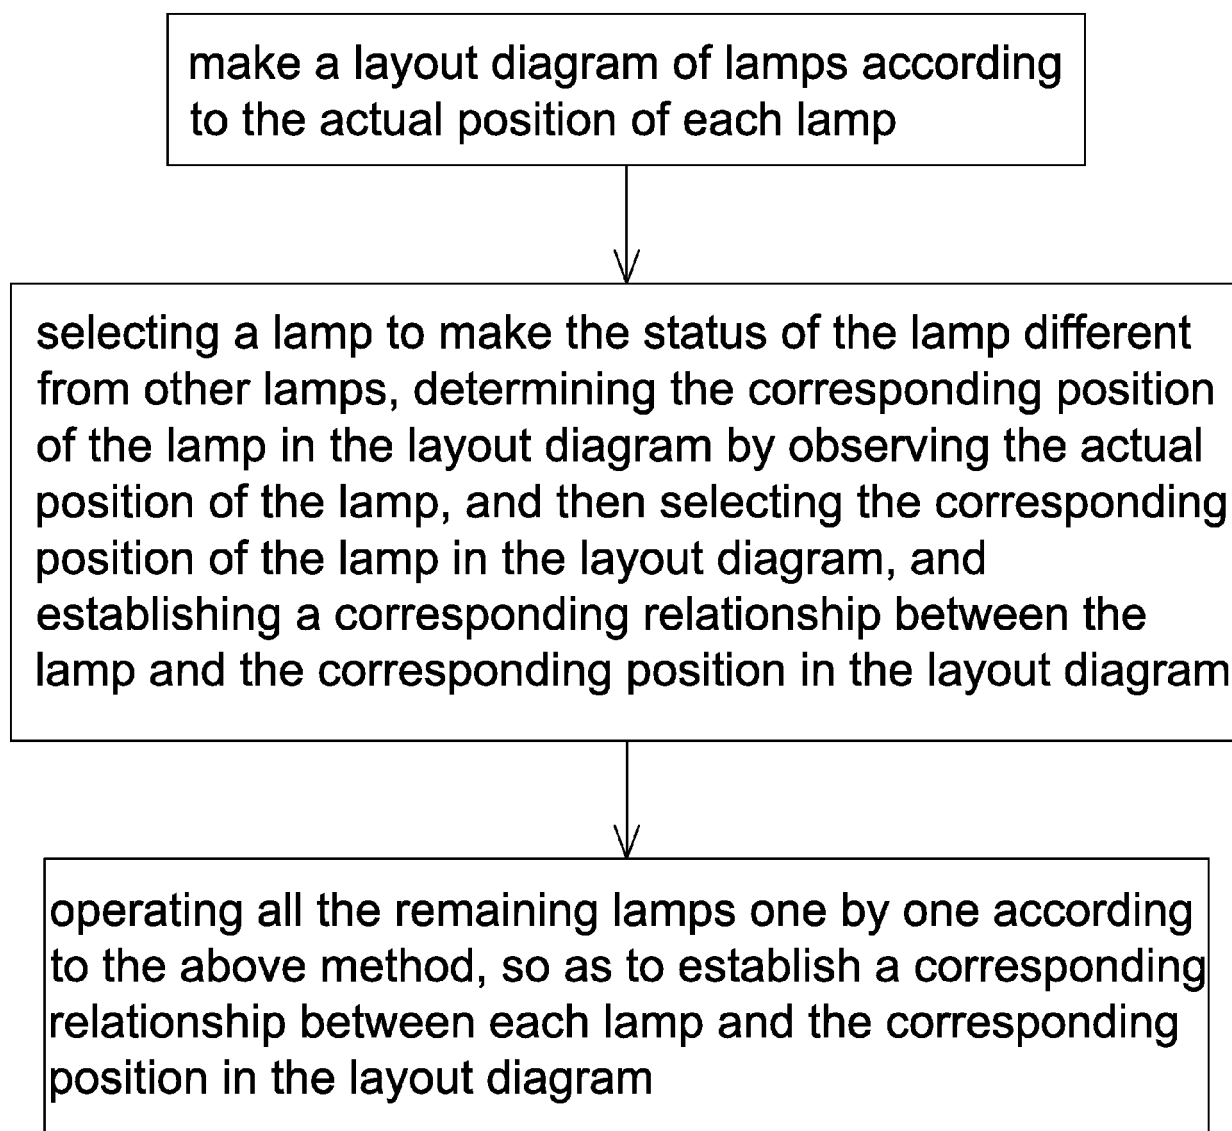 make a layout diagram of lamps according
to the actual position of each lamp
selecting a lamp to make the status of the lamp different
from other lamps, determining the corresponding position
of the lamp in the layout diagram by observing the actual
position of the lamp, and then selecting the corresponding
position of the lamp in the layout diagram, and
establishing a corresponding relationship between the
lamp and the corresponding position in the layout diagram
operating all the remaining lamps one by one according
to the above method, so as to establish a corresponding
relationship between each lamp and the corresponding
position in the layout diagram